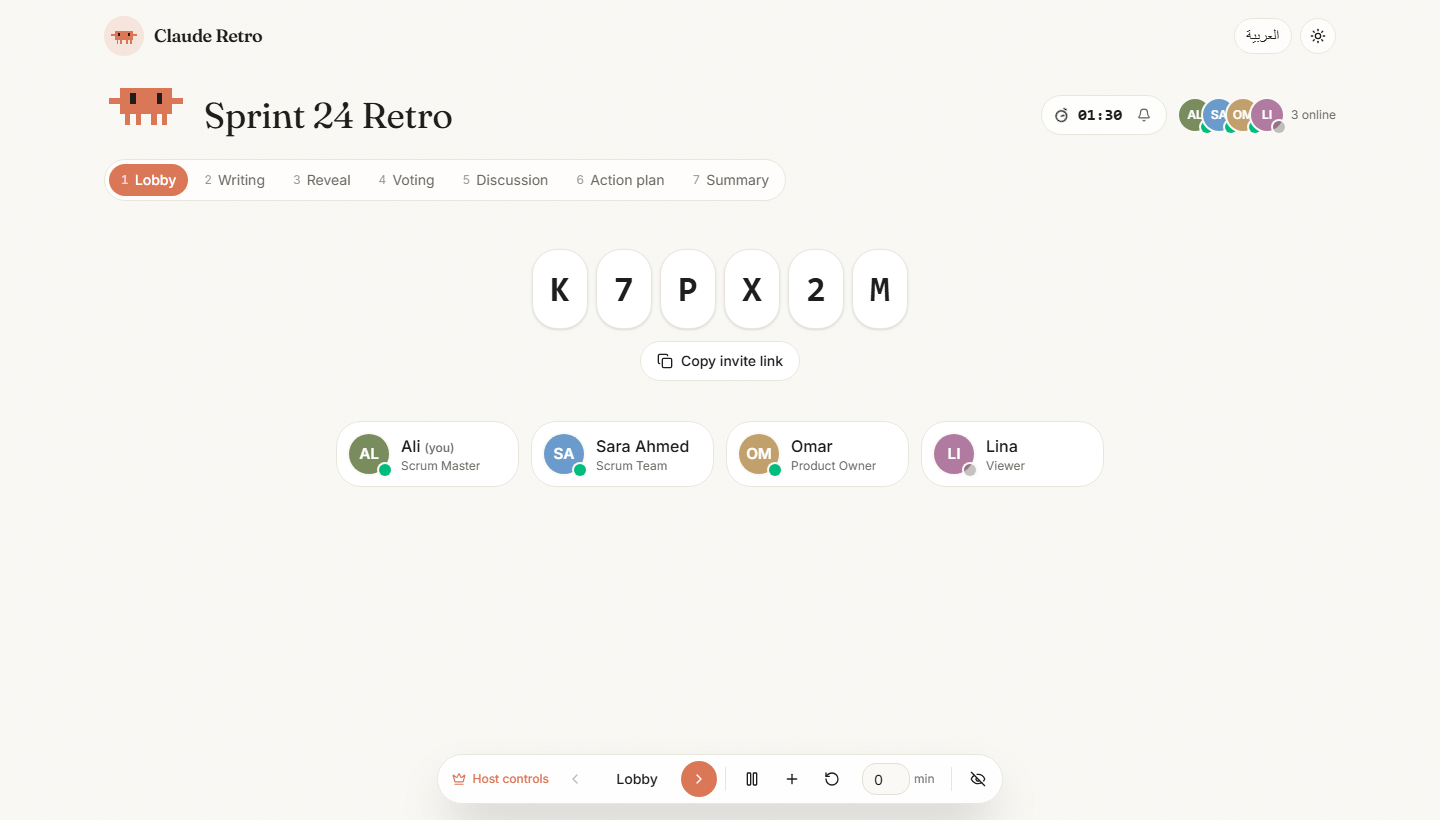 Claude Retro
العربية
Sprint 24 Retro
01:30
AL SA OM LI 3 online
1 Lobby 2 Writing 3 Reveal 4 Voting 5 Discussion 6 Action plan 7 Summary
K 7 P X 2 M
Copy invite link
AL Ali (you)
Scrum Master
SA Sara Ahmed
Scrum Team
OM Omar
Product Owner
LI Lina
Viewer
Host controls Lobby 0 min